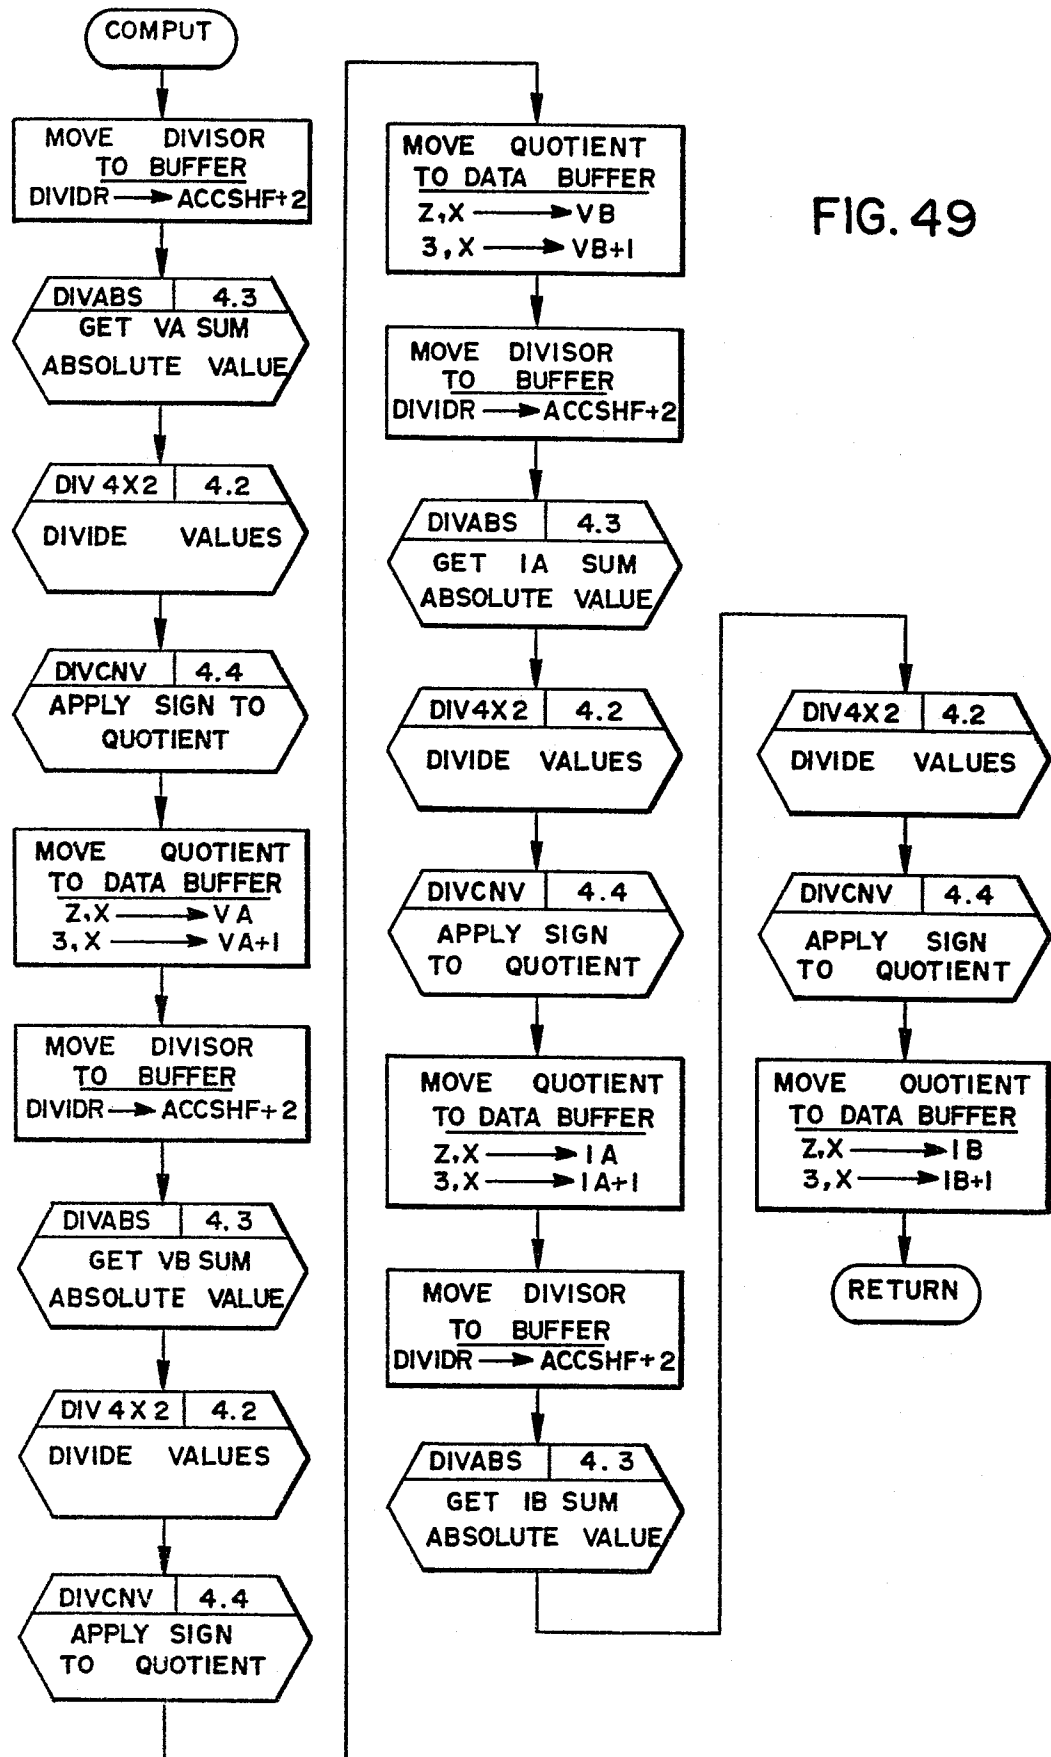 COMPUT
MOVE DIVISOR
TO BUFFER
DIVIDR → ACCSHF+2
DIVABS 4.3
GET VA SUM
ABSOLUTE VALUE
DIV 4X2 4.2
DIVIDE VALUES
DIVCNV 4.4
APPLY SIGN TO
QUOTIENT
MOVE QUOTIENT
TO DATA BUFFER
Z,X → VA
3,X → VA+1
MOVE DIVISOR
TO BUFFER
DIVIDR → ACCSHF+2
DIVABS 4.3
GET VB SUM
ABSOLUTE VALUE
DIV 4X2 4.2
DIVIDE VALUES
DIVCNV 4.4
APPLY SIGN
TO QUOTIENT
MOVE QUOTIENT
TO DATA BUFFER
Z,X → VB
3,X → VB+1
MOVE DIVISOR
TO BUFFER
DIVIDR → ACCSHF+2
DIVABS 4.3
GET IA SUM
ABSOLUTE VALUE
DIV4X2 4.2
DIVIDE VALUES
DIVCNV 4.4
APPLY SIGN
TO QUOTIENT
MOVE QUOTIENT
TO DATA BUFFER
Z,X → IA
3,X → IA+1
MOVE DIVISOR
TO BUFFER
DIVIDR → ACCSHF+2
DIVABS 4.3
GET IB SUM
ABSOLUTE VALUE
FIG. 49
DIV4X2 4.2
DIVIDE VALUES
DIVCNV 4.4
APPLY SIGN
TO QUOTIENT
MOVE OUOTIENT
TO DATA BUFFER
Z,X → IB
3,X → IB+1
RETURN